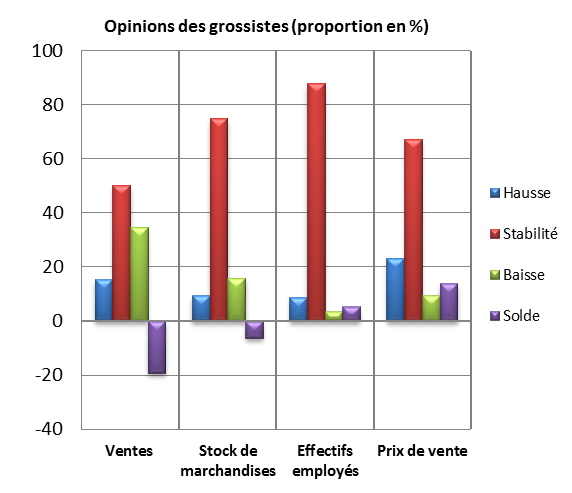 Opinions des grossistes (proportion en %)
100
80
60
40
20
0
-20
-40
Ventes
Stock de
marchandises
Effectifs
employés
Prix de vente
Hausse
Stabilité
Baisse
Solde